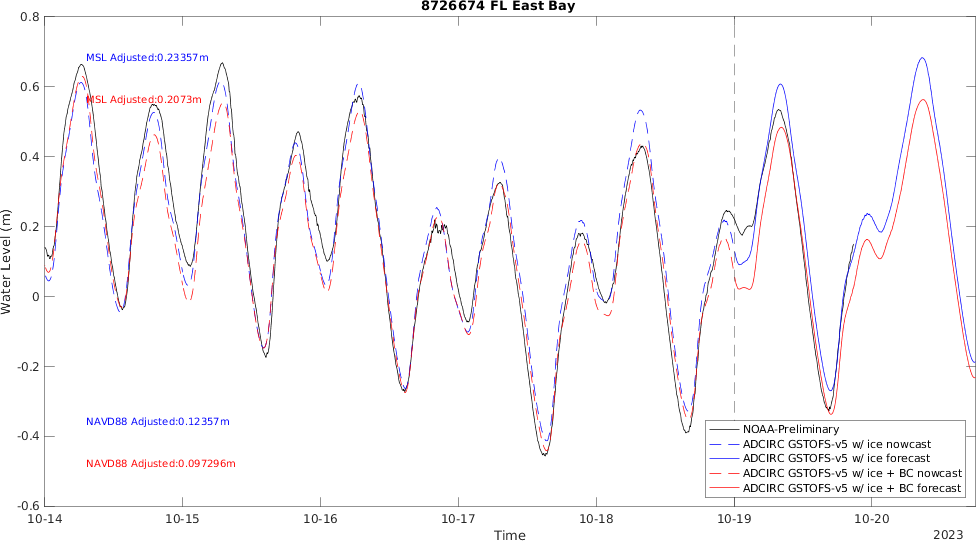 8726674 FL East Bay
0.8
0.6
0.4
0.2
0
-0.2
-0.4
-0.6
Water Level (m)
MSL Adjusted:0.23357m
MSL Adjusted:0.2073m
NAVD88 Adjusted:0.12357m
NAVD88 Adjusted:0.097296m
NOAA-Preliminary
ADCIRC GSTOFS-v5 w/ ice nowcast
ADCIRC GSTOFS-v5 w/ ice forecast
ADCIRC GSTOFS-v5 w/ ice + BC nowcast
ADCIRC GSTOFS-v5 w/ ice + BC forecast
10-14 10-15 10-16 10-17 10-18 10-19 10-20
Time
2023